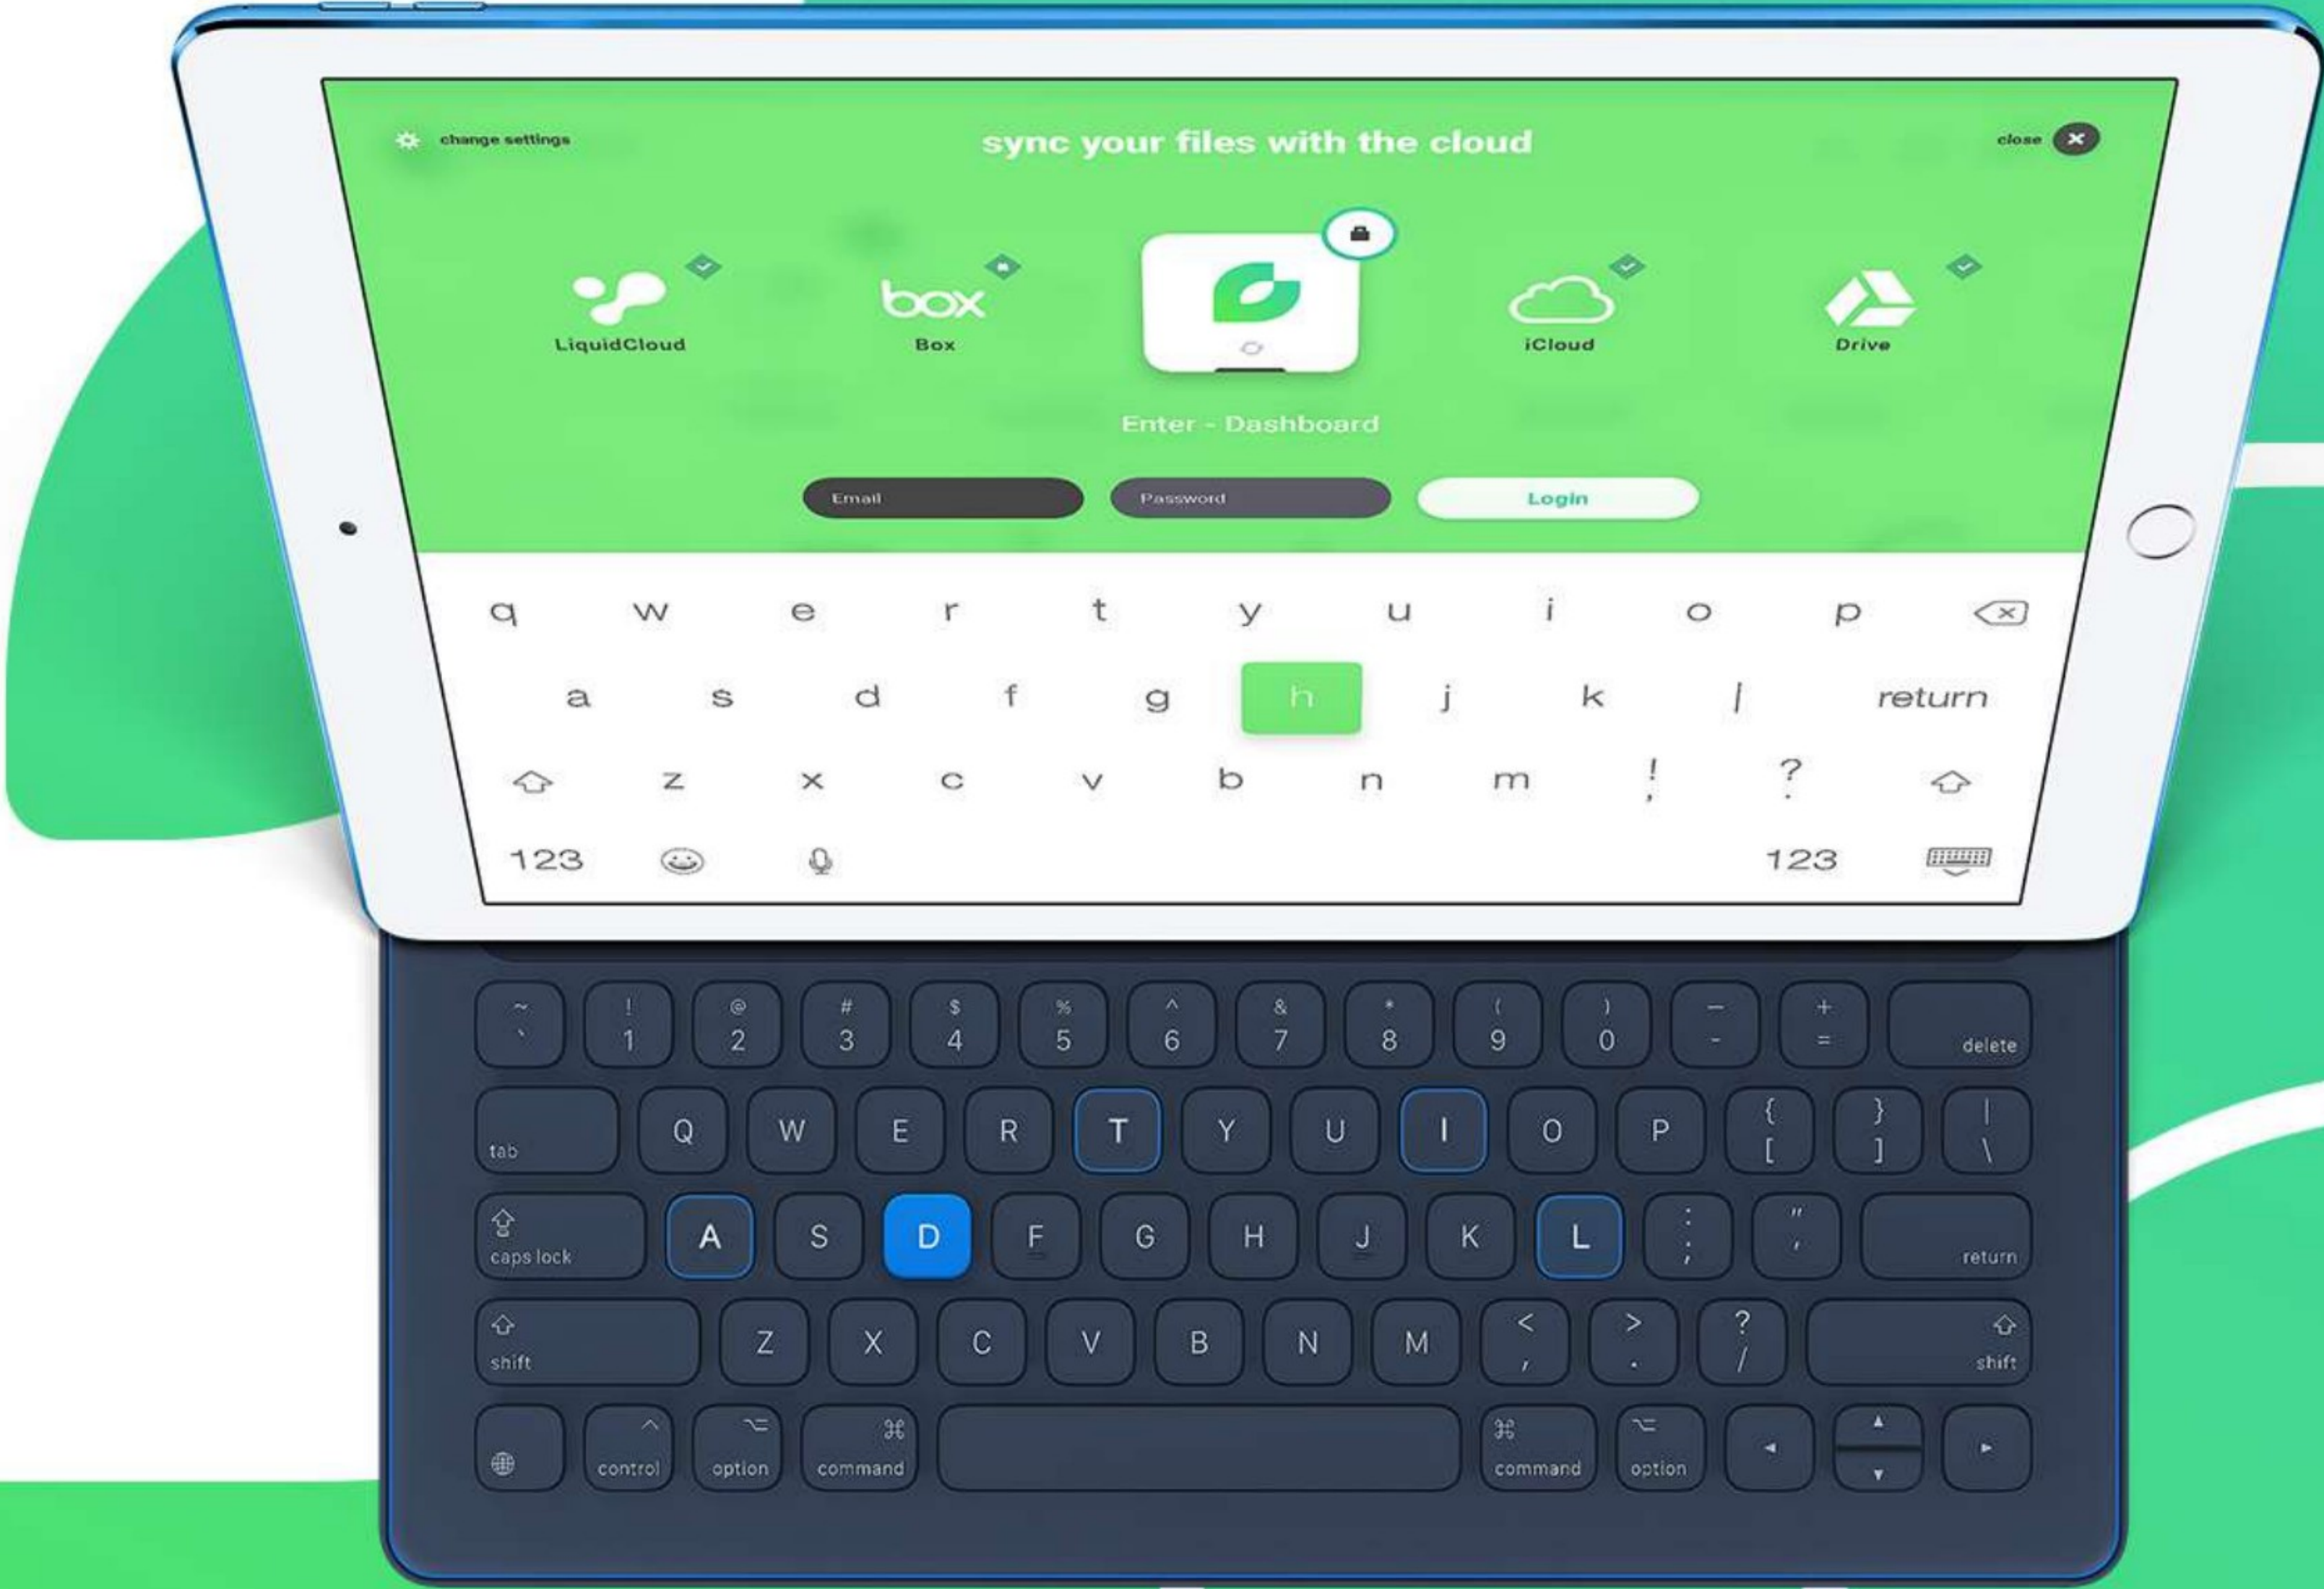 change settings sync your files with the cloud close
box
LiquidCloud Box iCloud Drive
Enter - Dashboard
Email Password Login
q w e r t y u i o p
a s d f g h j k l return
z x c v b n m ! , ? .
123 123
~ ` ! 1 @ 2 # 3 $ 4 % 5 ^ 6 & 7 * 8 ( 9 ) 0 — - + = delete
tab Q W E R T Y U I O P { [ } ] | \
caps lock A S D F G H J K L : ; " ' return
shift Z X C V B N M < , > . ? / shift
control option command command option